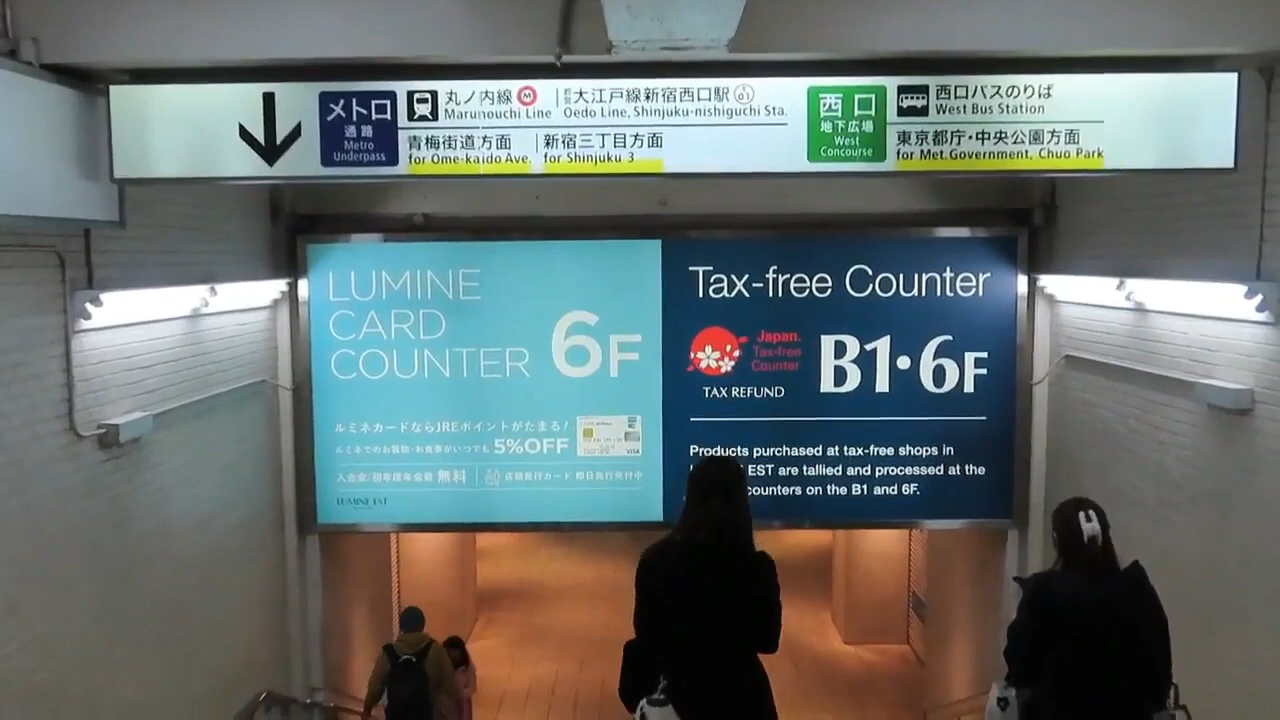 メトロ
通路
Metro
Underpass
丸ノ内線 M
Marunouchi Line
都営 大江戸線新宿西口駅
Oedo Line, Shinjuku-nishiguchi Sta.
青梅街道方面
for Ome-kaido Ave.
新宿三丁目方面
for Shinjuku 3
西口
地下広場
West
Concourse
西口バスのりば
West Bus Station
東京都庁・中央公園方面
for Met.Government, Chuo Park
LUMINE
CARD
COUNTER
6F
ルミネカードならJREポイントがたまる!
ルミネでのお買物・お食事がいつでも 5%OFF
VISA
入会金/初年度年会費 無料
店頭発行カード 即日発行受付中
LUMINE EST
Tax-free Counter
Japan.
Tax-free
Counter
TAX REFUND
B1・6F
Products purchased at tax-free shops in
EST are tallied and processed at the
counters on the B1 and 6F.